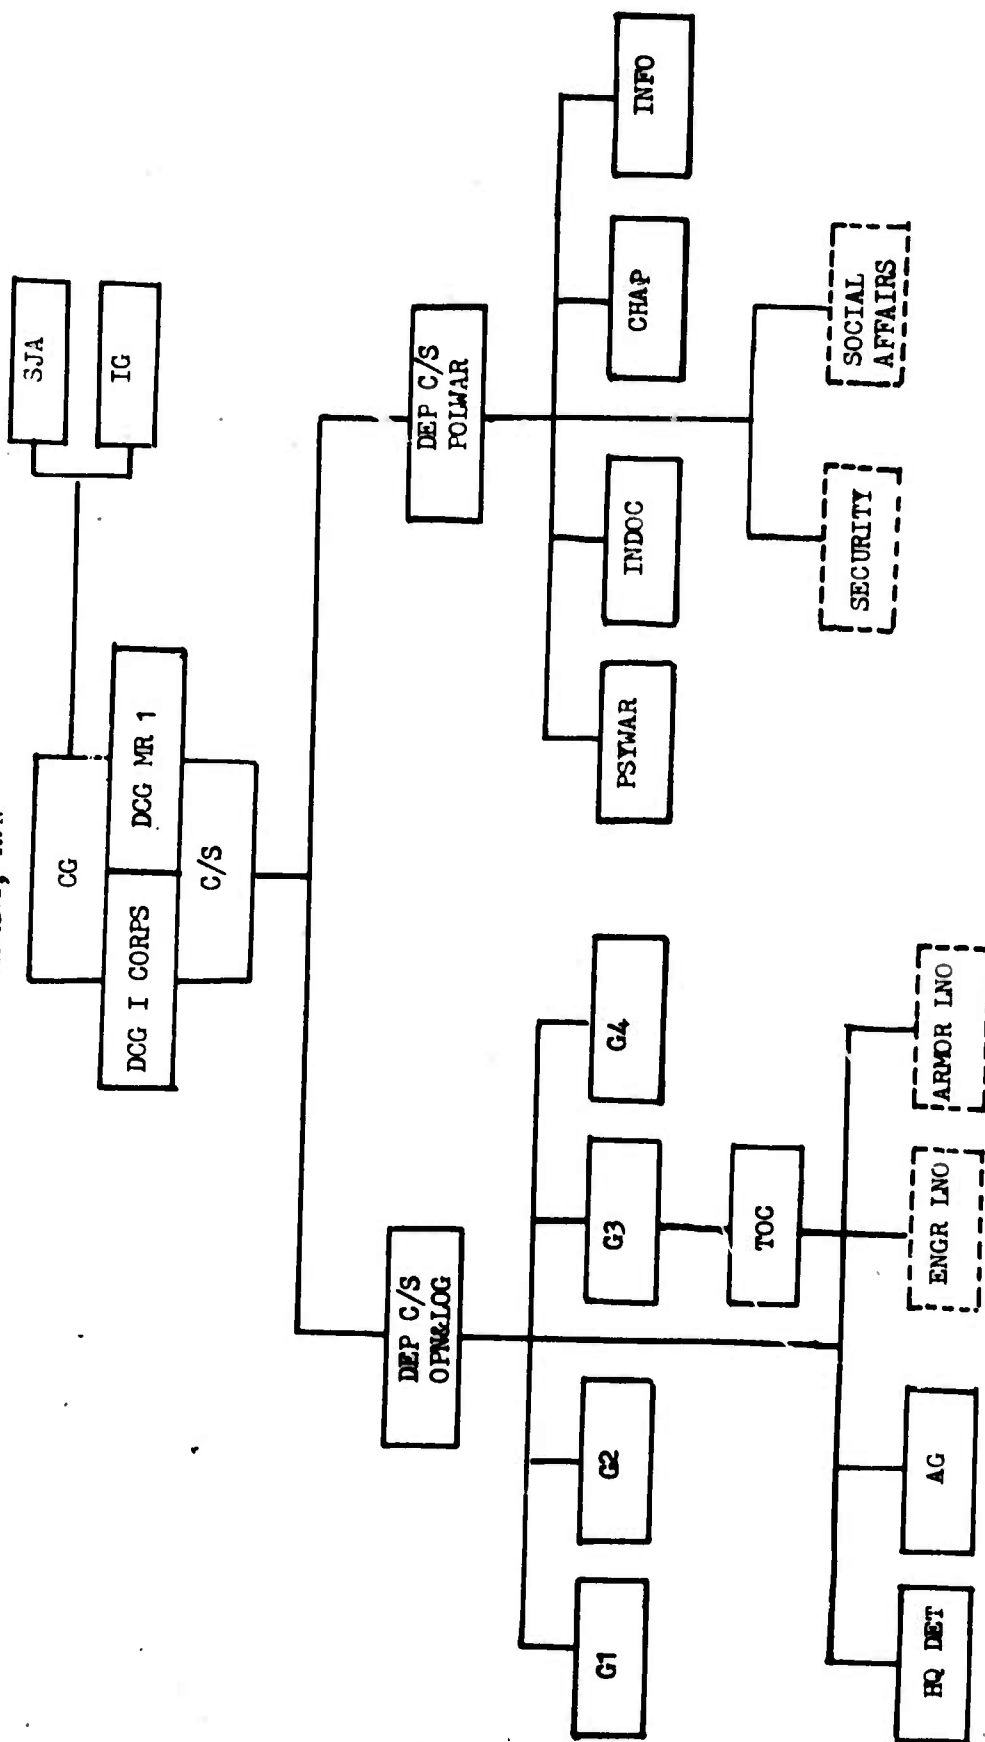 SJA
IG
CG
DCG I CORPS
DCG MR 1
C/S
DEP C/S
OPN&LOG
DEP C/S
POLWAR
G1
G2
G3
G4
PSYWAR
INDOC
CHAP
INFO
TOC
SECURITY
SOCIAL
AFFAIRS
HQ DET
AG
ENGR LNO
ARMOR LNO